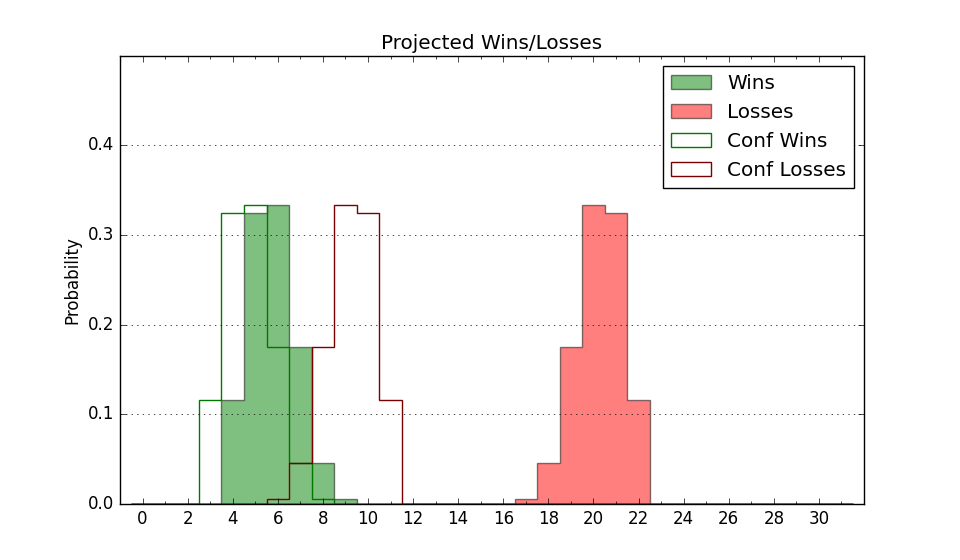 Projected Wins/Losses
Wins
Losses
Conf Wins
Conf Losses
Probability
0.4
0.3
0.2
0.1
0.0
0 2 4 6 8 10 12 14 16 18 20 22 24 26 28 30